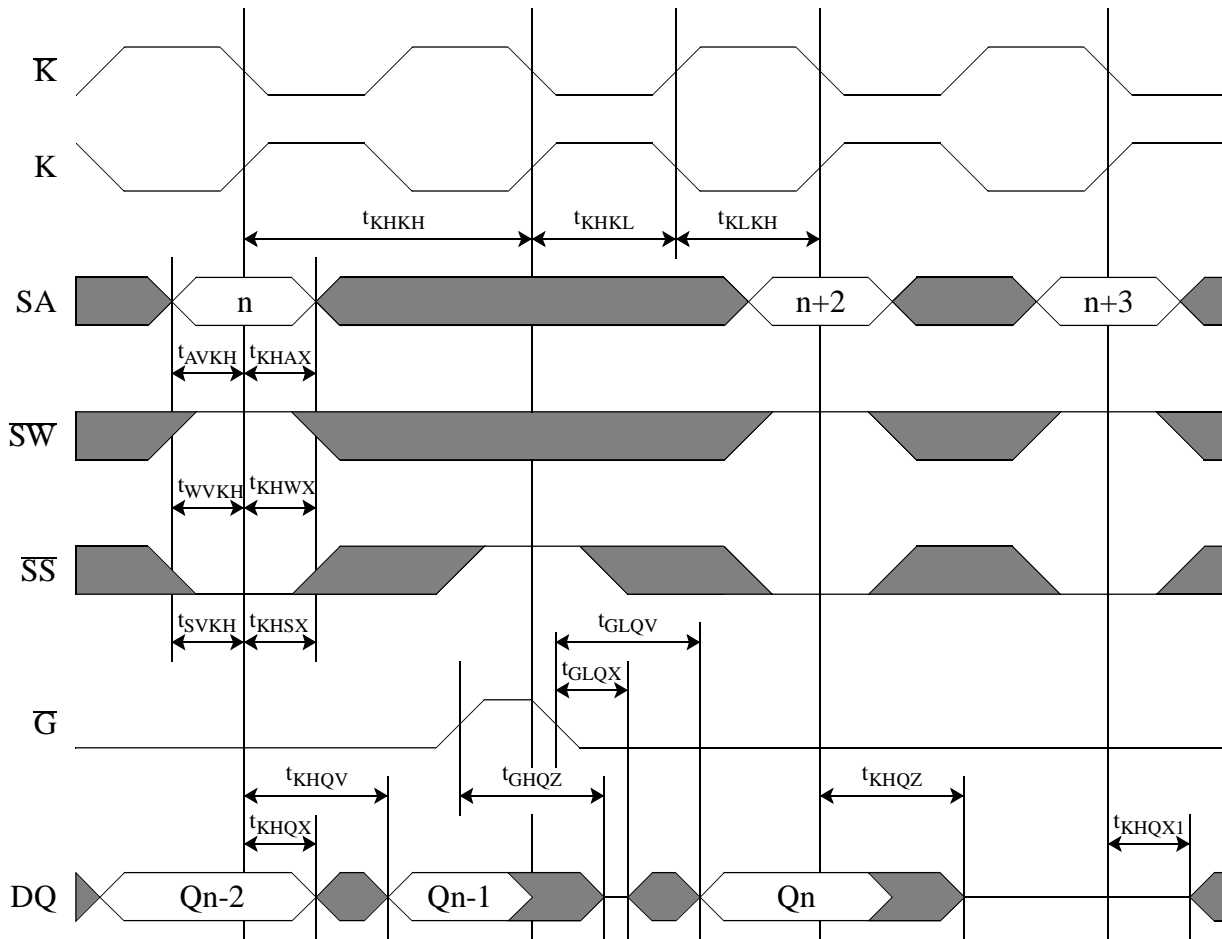 K̅
K
tKHKH tKHKL tKLKH
SA n n+2 n+3
tAVKH tKHAX
S̅W̅
tWVKH tKHWX
S̅S̅
tSVKH tKHSX tGLQV
tGLQX
G̅
tKHQV tGHQZ tKHQZ
tKHQX tKHQX1
DQ Qn-2 Qn-1 Qn